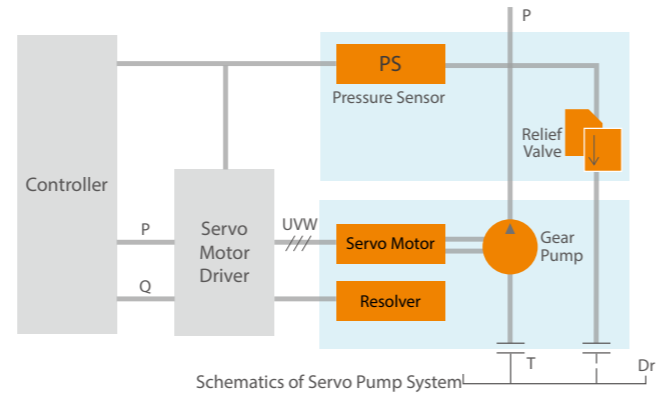 P
PS
Pressure Sensor
Relief
Valve
Controller
P
Servo
Motor
Driver
UVW
Servo Motor
Gear
Pump
Q
Resolver
T
Dr
Schematics of Servo Pump System